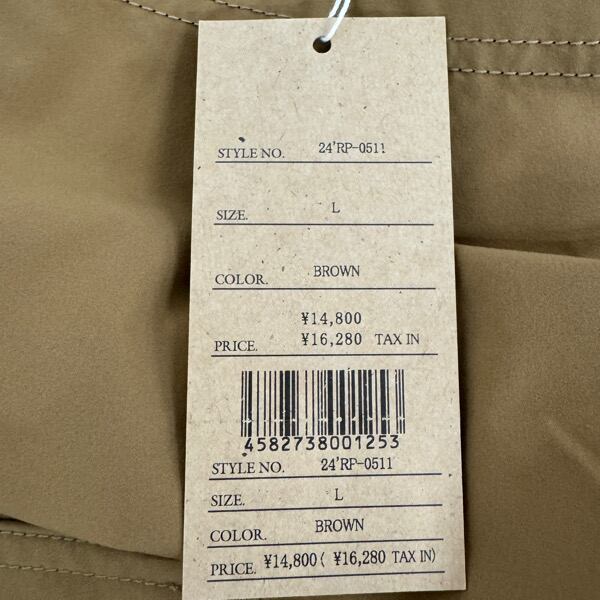 STYLE NO. 24'RP-0511
SIZE. L
COLOR. BROWN
¥14,800
PRICE. ¥16,280 TAX IN
4582738001253
STYLE NO. 24'RP-0511
SIZE. L
COLOR. BROWN
PRICE. ¥14,800( ¥16,280 TAX IN)